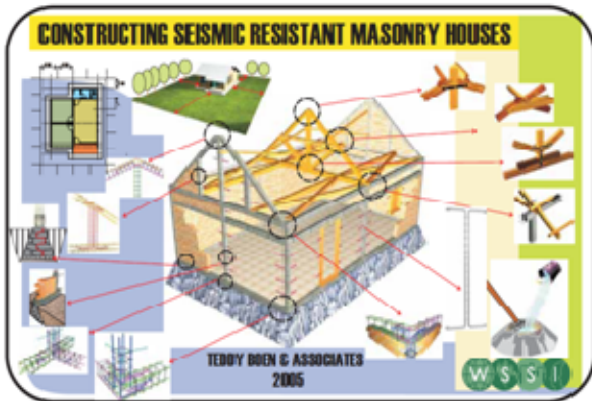 CONSTRUCTING SEISMIC RESISTANT MASONRY HOUSES
TEDDY BOEN & ASSOCIATES
2005
WSSI